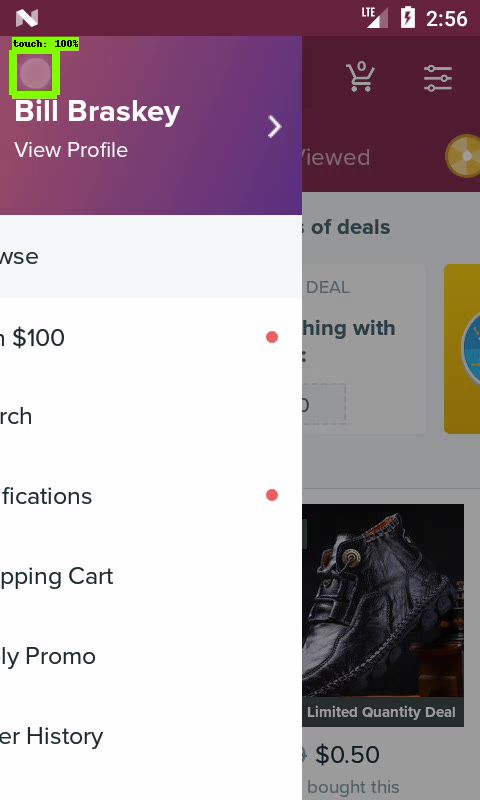 LTE 2:56
touch: 100%
0
Bill Braskey
View Profile
Viewed
s of deals
wse
DEAL
n $100
hing with
:
0
rch
fications
pping Cart
ly Promo
Limited Quantity Deal
er History
$0.50
bought this